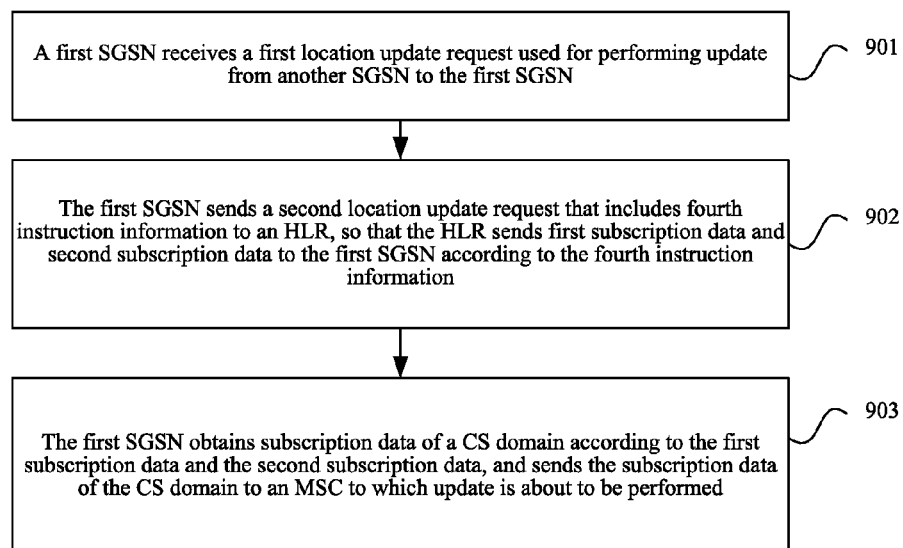 A first SGSN receives a first location update request used for performing update
from another SGSN to the first SGSN
901
The first SGSN sends a second location update request that includes fourth
instruction information to an HLR, so that the HLR sends first subscription data and
second subscription data to the first SGSN according to the fourth instruction
information
902
The first SGSN obtains subscription data of a CS domain according to the first
subscription data and the second subscription data, and sends the subscription data
of the CS domain to an MSC to which update is about to be performed
903